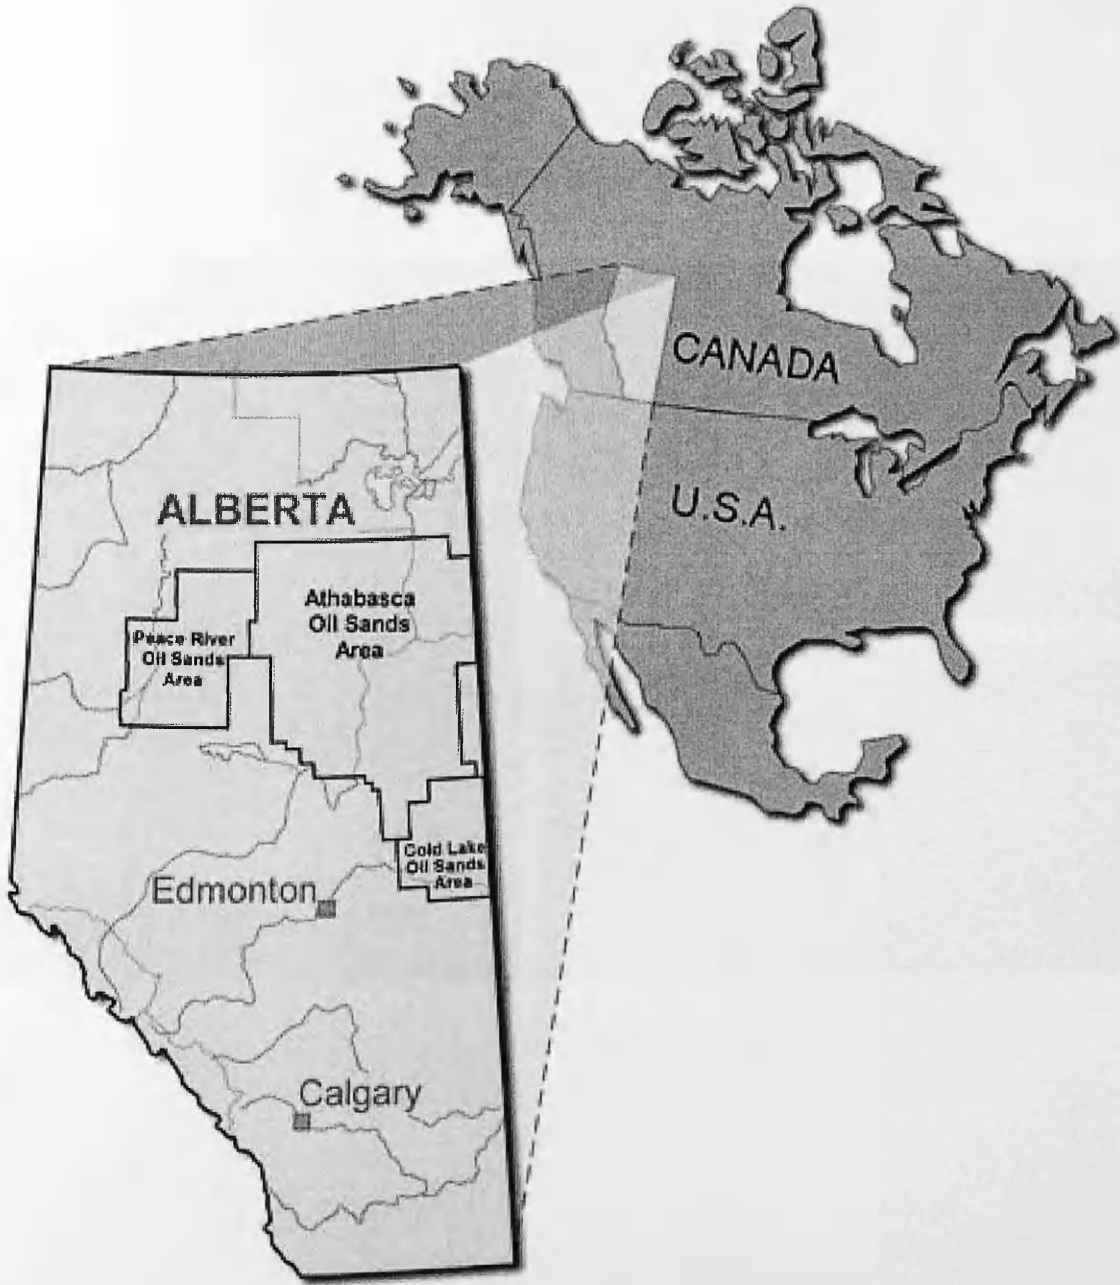 CANADA
U.S.A.
ALBERTA
Athabasca
Oil Sands
Area
Peace River
Oil Sands
Area
Cold Lake
Oil Sands
Area
Edmonton
Calgary